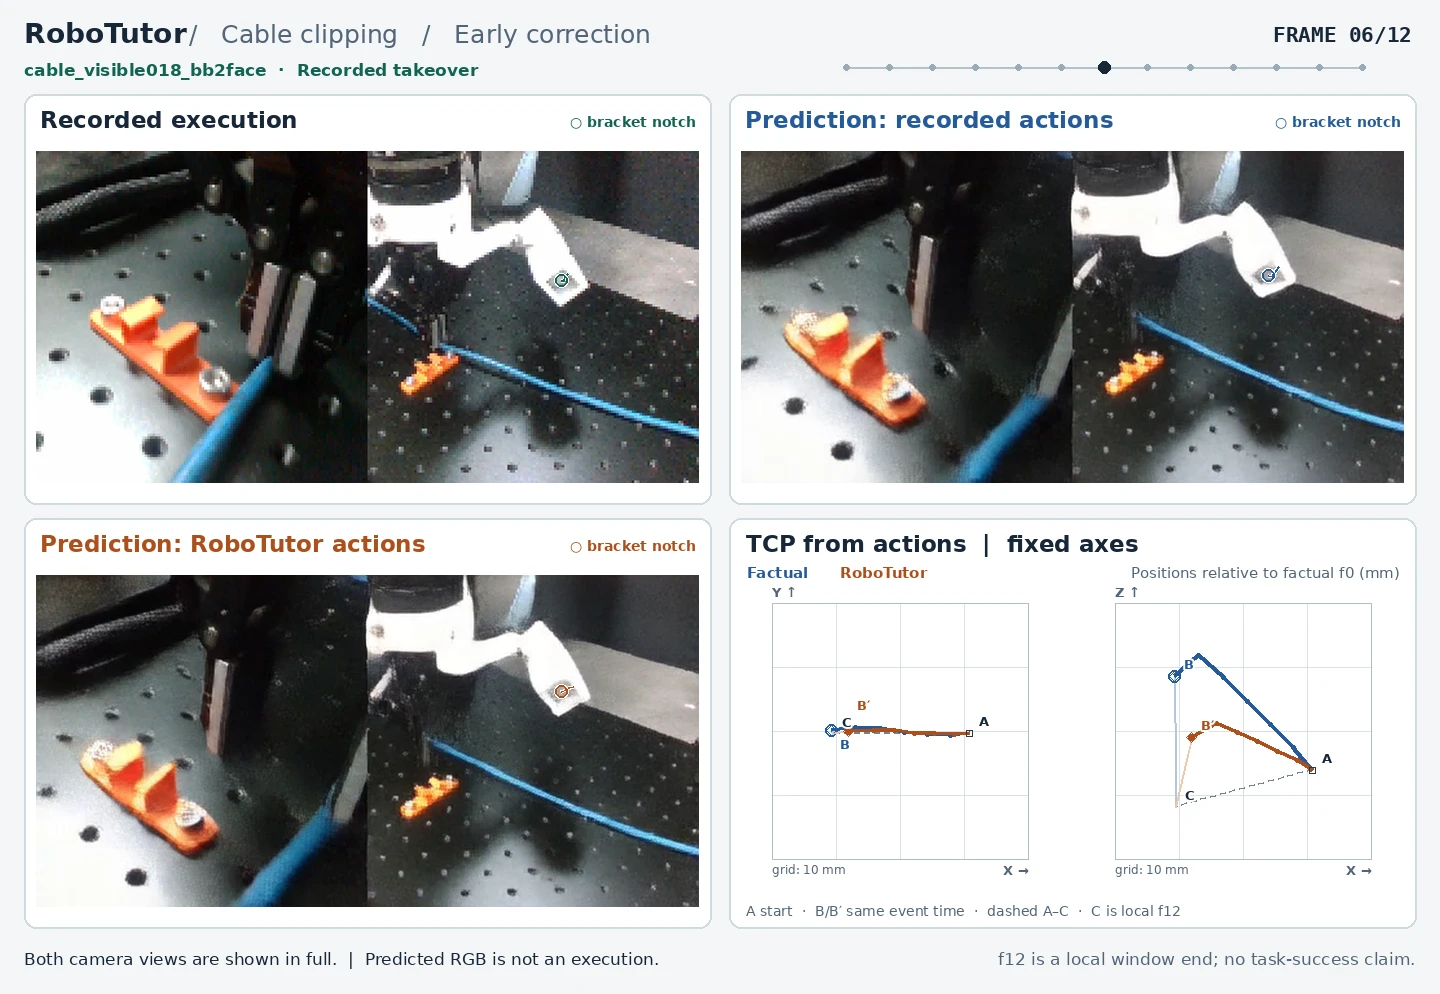 RoboTutor / Cable clipping / Early correction
FRAME 06/12
cable_visible018_bb2face · Recorded takeover
Recorded execution
○ bracket notch
Prediction: recorded actions
○ bracket notch
Prediction: RoboTutor actions
○ bracket notch
TCP from actions | fixed axes
Factual RoboTutor
Positions relative to factual f0 (mm)
Y ↑
B′
C
A
B
grid: 10 mm
X →
Z ↑
B
B′
A
C
grid: 10 mm
X →
A start · B/B′ same event time · dashed A–C · C is local f12
Both camera views are shown in full. | Predicted RGB is not an execution.
f12 is a local window end; no task-success claim.